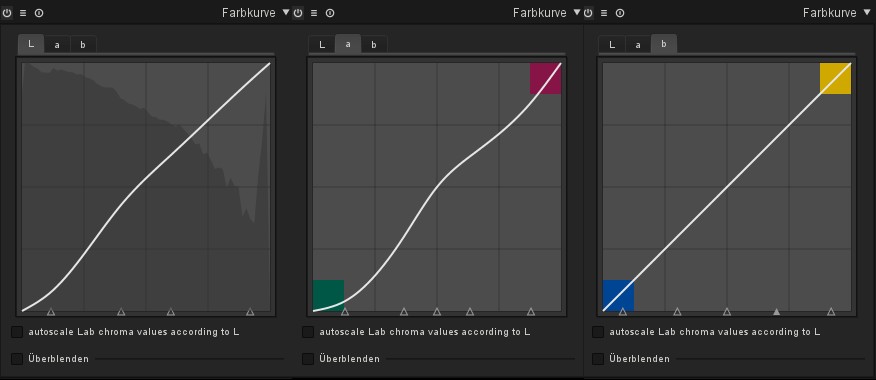 Farbkurve
L a b
autoscale Lab chroma values according to L
Überblenden
Farbkurve
L a b
autoscale Lab chroma values according to L
Überblenden
Farbkurve
L a b
autoscale Lab chroma values according to L
Überblenden